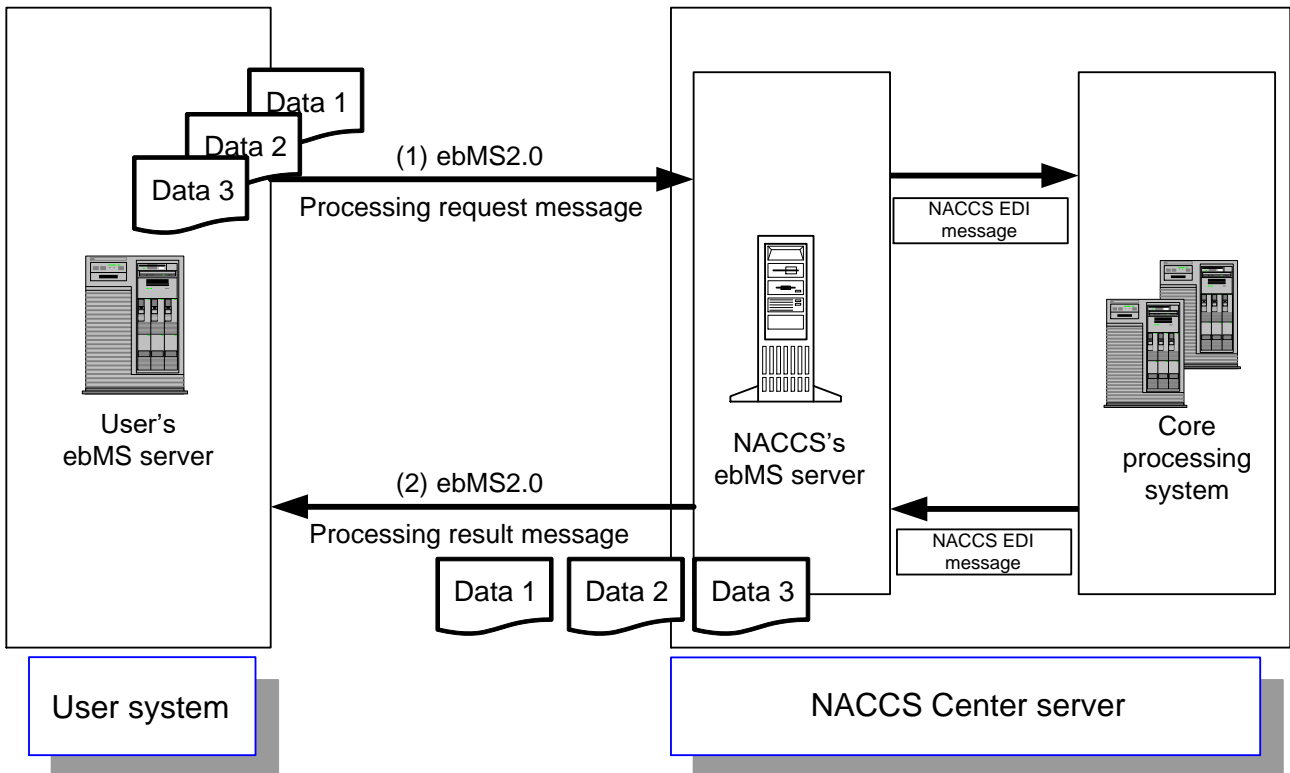 Data 1
Data 2
Data 3
(1) ebMS2.0
Processing request message
NACCS EDI
message
User's
ebMS server
NACCS's
ebMS server
Core
processing
system
(2) ebMS2.0
Processing result message
NACCS EDI
message
Data 1
Data 2
Data 3
User system
NACCS Center server